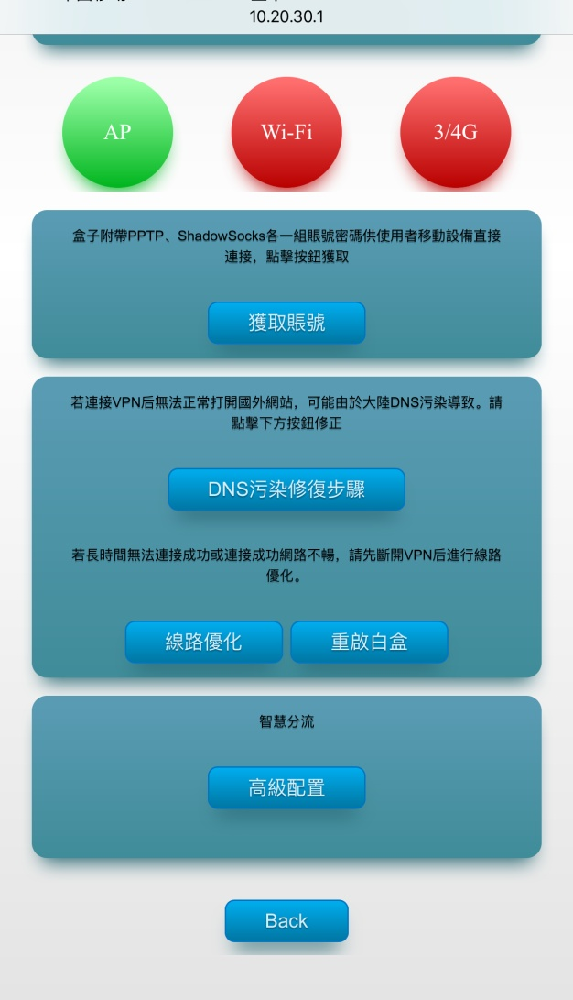 10.20.30.1
AP
Wi-Fi
3/4G
盒子附帶PPTP、ShadowSocks各一組賬號密碼供使用者移動設備直接
連接，點擊按鈕獲取
獲取賬號
若連接VPN后無法正常打開國外網站，可能由於大陸DNS污染導致。請
點擊下方按鈕修正
DNS污染修復步驟
若長時間無法連接成功或連接成功網路不暢，請先斷開VPN后進行線路
優化。
線路優化
重啟白盒
智慧分流
高級配置
Back